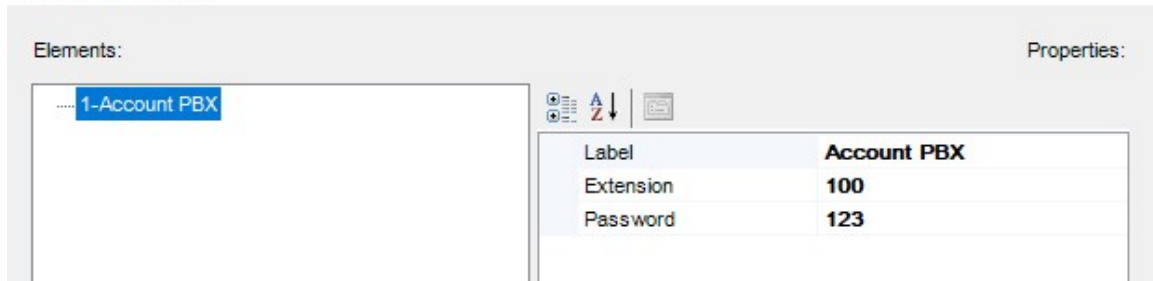 Elements:
Properties:
1-Account PBX
Label Account PBX
Extension 100
Password 123